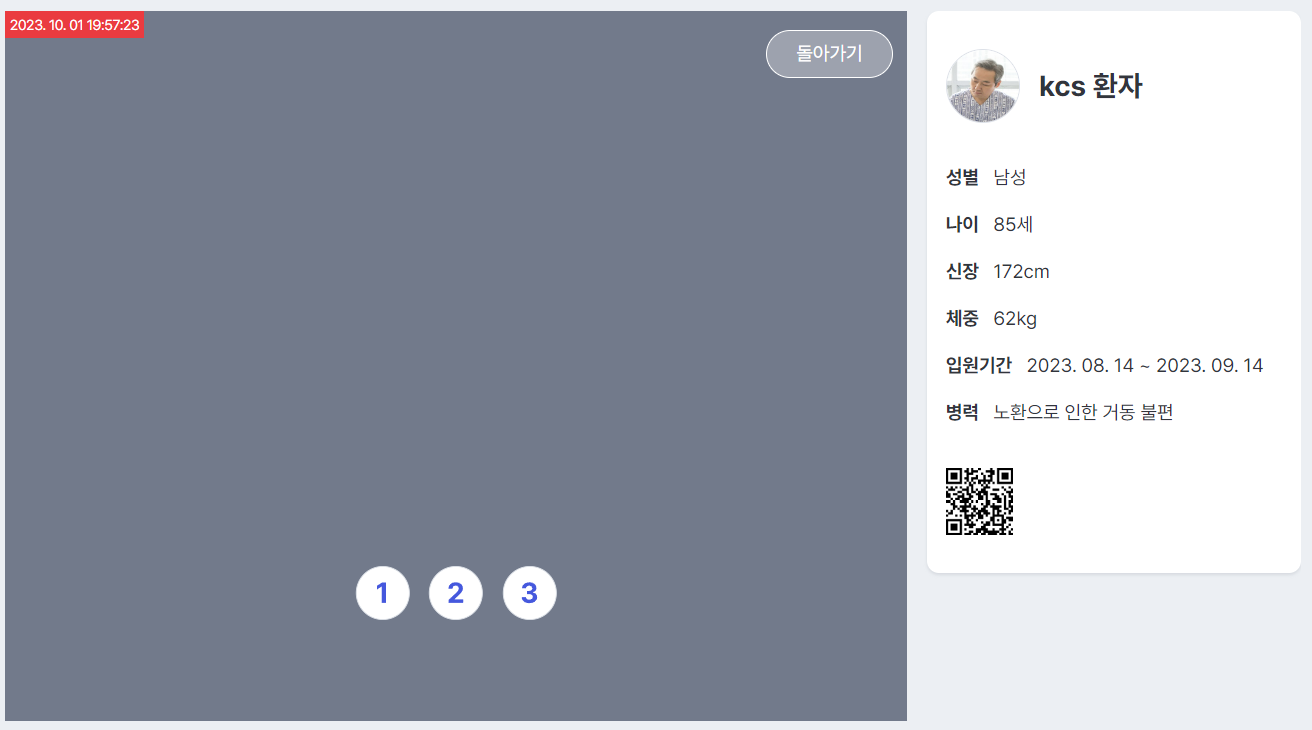 2023. 10. 01 19:57:23
돌아가기
1 2 3
kcs 환자
성별 남성
나이 85세
신장 172cm
체중 62kg
입원기간 2023. 08. 14 ~ 2023. 09. 14
병력 노환으로 인한 거동 불편